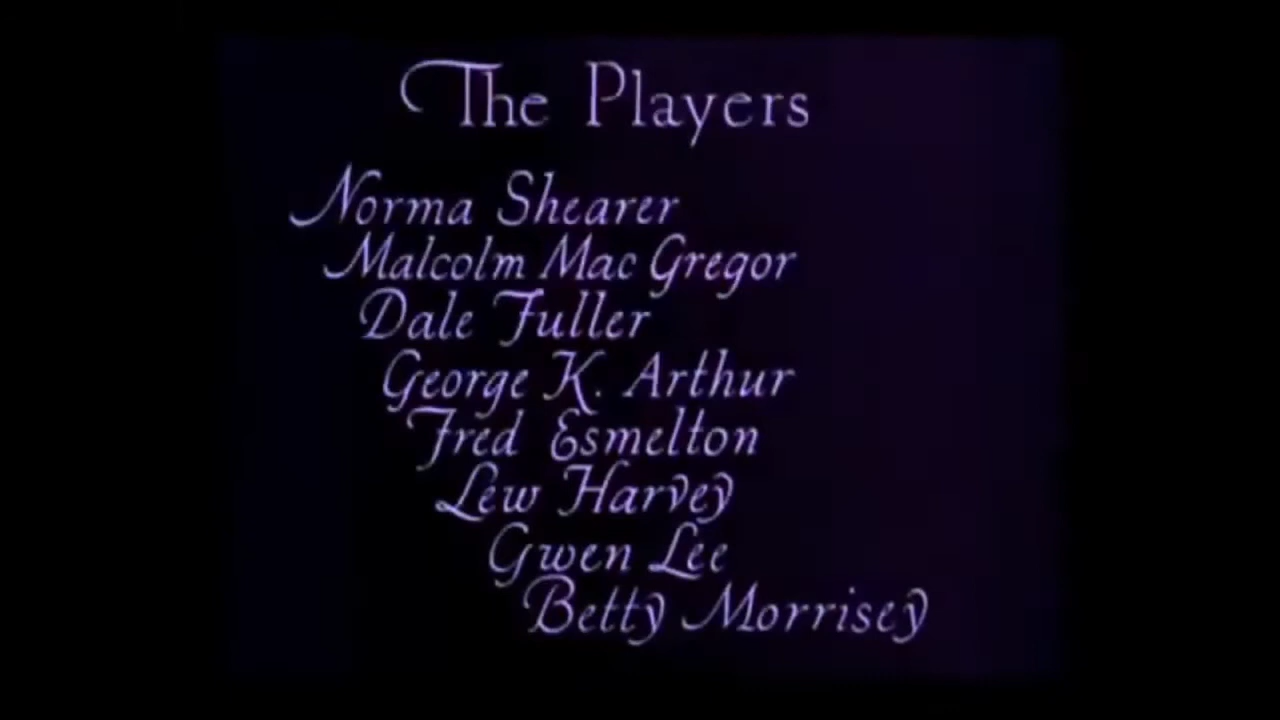 The Players
Norma Shearer
Malcolm Mac Gregor
Dale Fuller
George K. Arthur
Fred Esmelton
Lew Harvey
Gwen Lee
Betty Morrisey